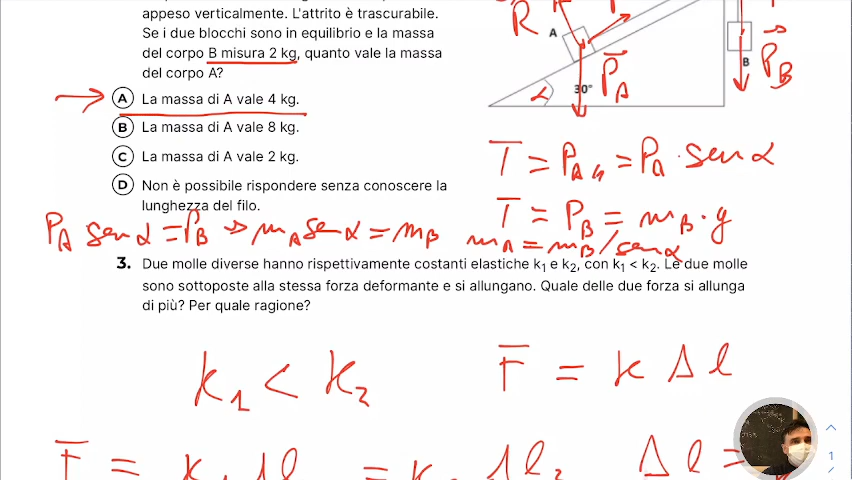 appeso verticalmente. L'attrito è trascurabile.
Se i due blocchi sono in equilibrio e la massa
del corpo B misura 2 kg, quanto vale la massa
del corpo A?
A La massa di A vale 4 kg.
B La massa di A vale 8 kg.
C La massa di A vale 2 kg.
D Non è possibile rispondere senza conoscere la
lunghezza del filo.
R
A
P_A
30°
α
B
P_B
T = P_A// = P_A · sen α
T = P_B = m_B · g
P_A sen α = P_B → m_A sen α = m_B
m_A = m_B / sen α
3. Due molle diverse hanno rispettivamente costanti elastiche k₁ e k₂, con k₁ < k₂. Le due molle
sono sottoposte alla stessa forza deformante e si allungano. Quale delle due forza si allunga
di più? Per quale ragione?
k₁ < k₂
F = k Δl
F = k₁ Δl = k₂ Δl₂
Δl =
1